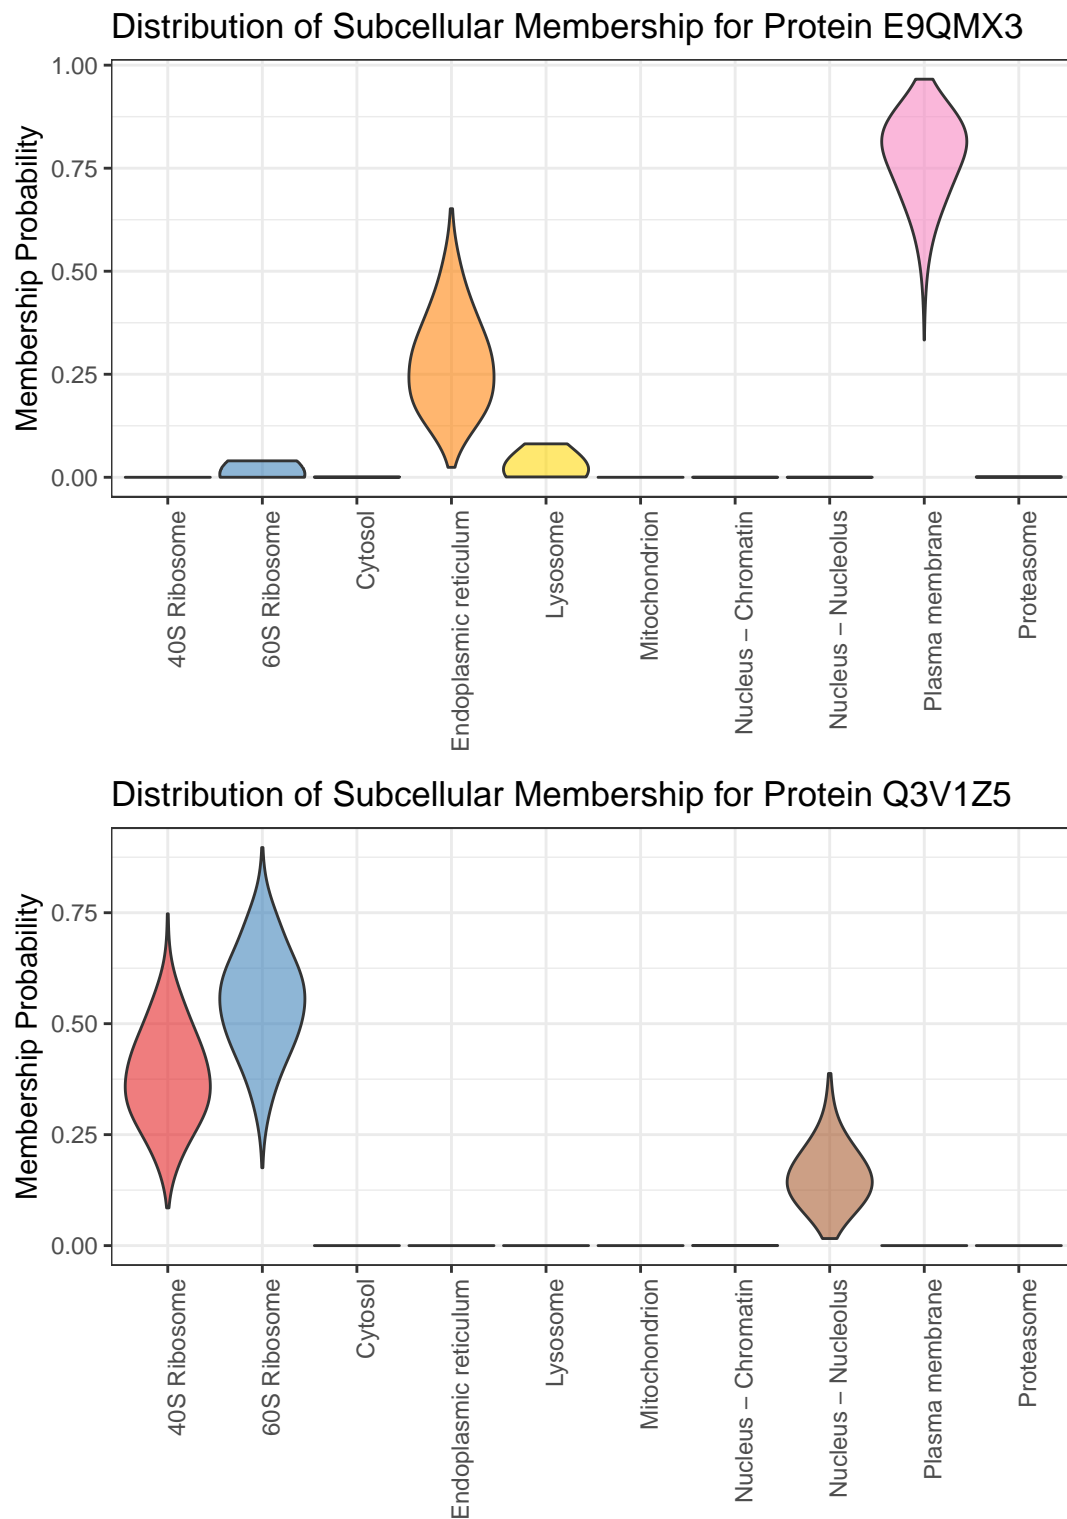 Distribution of Subcellular Membership for Protein E9QMX3
Membership Probability
1.00
0.75
0.50
0.25
0.00
40S Ribosome
60S Ribosome
Cytosol
Endoplasmic reticulum
Lysosome
Mitochondrion
Nucleus − Chromatin
Nucleus − Nucleolus
Plasma membrane
Proteasome
Distribution of Subcellular Membership for Protein Q3V1Z5
Membership Probability
0.75
0.50
0.25
0.00
40S Ribosome
60S Ribosome
Cytosol
Endoplasmic reticulum
Lysosome
Mitochondrion
Nucleus − Chromatin
Nucleus − Nucleolus
Plasma membrane
Proteasome